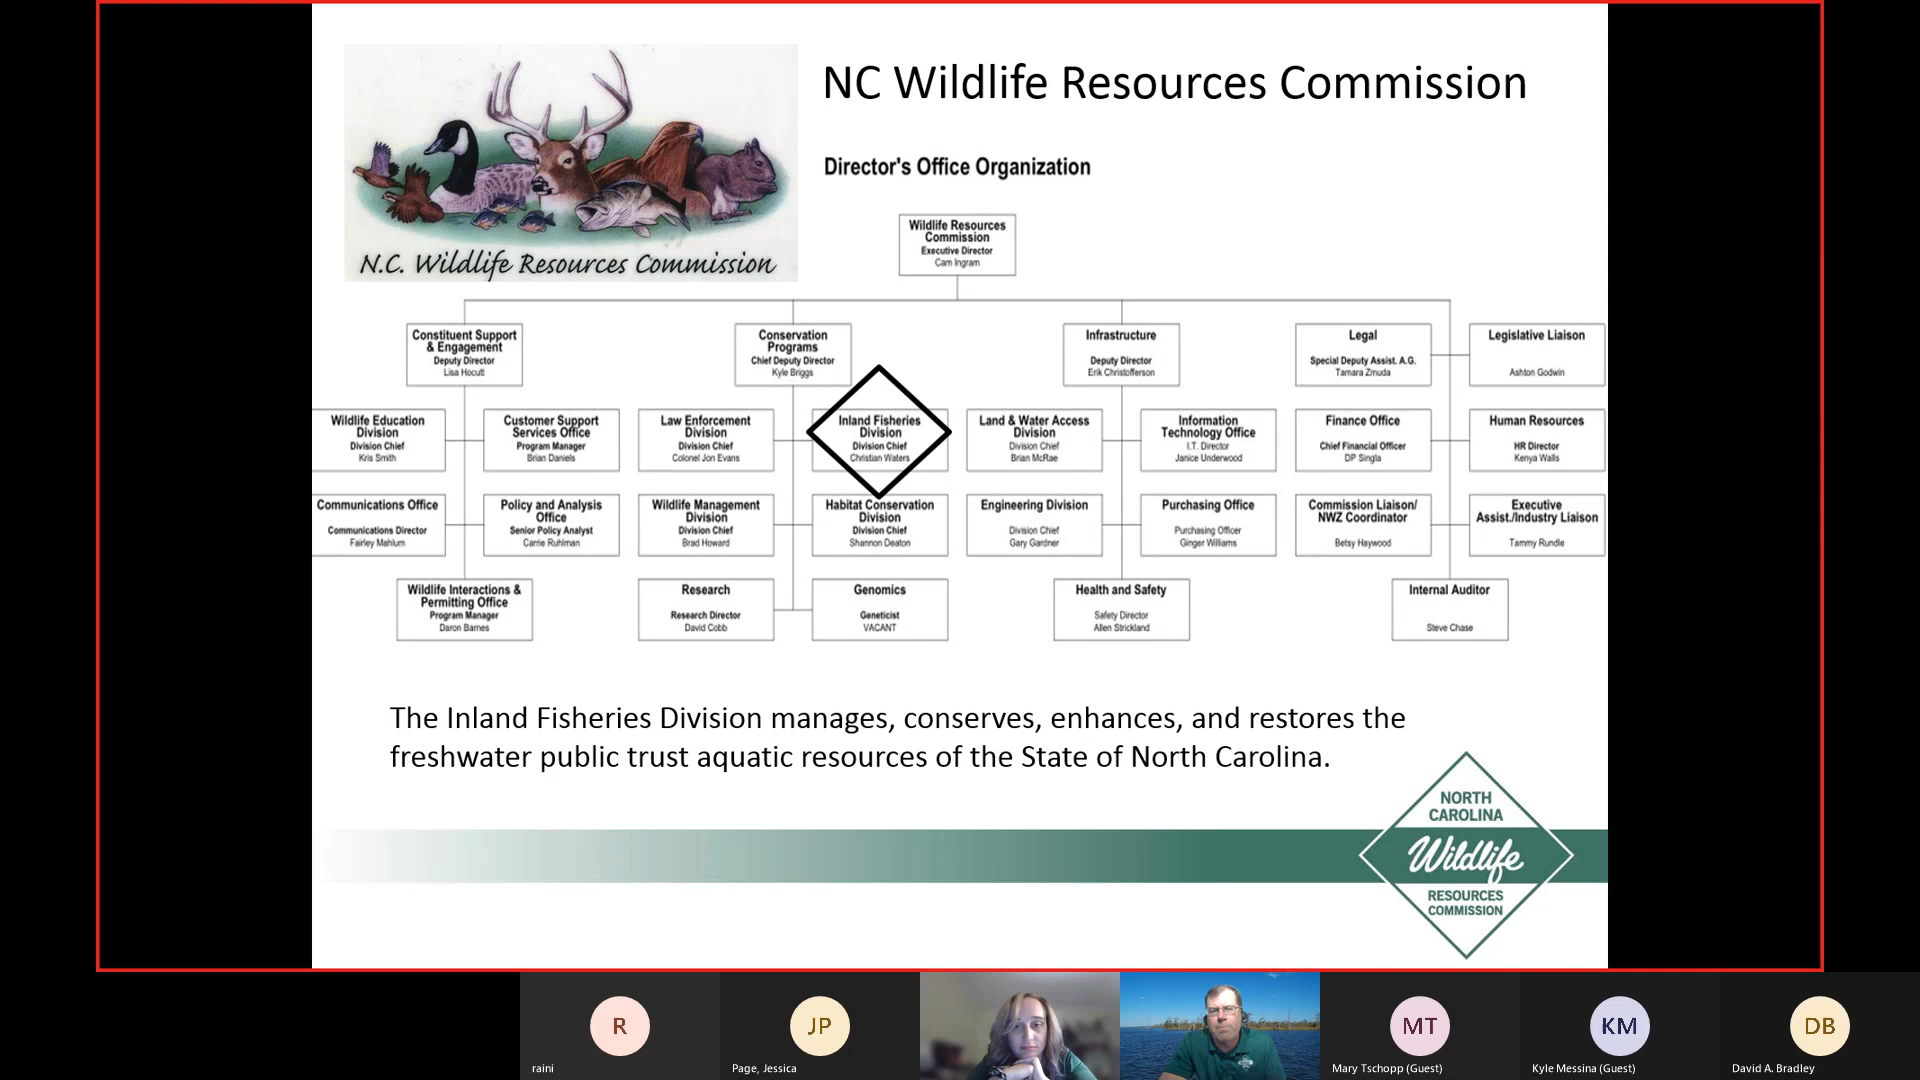 N.C. Wildlife Resources Commission
NC Wildlife Resources Commission
Director's Office Organization
Wildlife Resources
Commission
Executive Director
Cam Ingram
Constituent Support
& Engagement
Deputy Director
Lisa Hocutt
Conservation
Programs
Chief Deputy Director
Kyle Briggs
Infrastructure
Deputy Director
Erik Christofferson
Legal
Special Deputy Assist. A.G.
Tamara Zmuda
Legislative Liaison
Ashton Godwin
Wildlife Education
Division
Division Chief
Kris Smith
Customer Support
Services Office
Program Manager
Brian Daniels
Law Enforcement
Division
Division Chief
Colonel Jon Evans
Inland Fisheries
Division
Division Chief
Christian Waters
Land & Water Access
Division
Division Chief
Brian McRae
Information
Technology Office
I.T. Director
Janice Underwood
Finance Office
Chief Financial Officer
DP Singla
Human Resources
HR Director
Kenya Walls
Communications Office
Communications Director
Fairley Mahlum
Policy and Analysis
Office
Senior Policy Analyst
Carrie Ruhlman
Wildlife Management
Division
Division Chief
Brad Howard
Habitat Conservation
Division
Division Chief
Shannon Deaton
Engineering Division
Division Chief
Gary Gardner
Purchasing Office
Purchasing Officer
Ginger Williams
Commission Liaison/
NWZ Coordinator
Betsy Haywood
Executive
Assist./Industry Liaison
Tammy Rundle
Wildlife Interactions &
Permitting Office
Program Manager
Daron Barnes
Research
Research Director
David Cobb
Genomics
Geneticist
VACANT
Health and Safety
Safety Director
Allen Strickland
Internal Auditor
Steve Chase
The Inland Fisheries Division manages, conserves, enhances, and restores the
freshwater public trust aquatic resources of the State of North Carolina.
NORTH
CAROLINA
Wildlife
RESOURCES
COMMISSION
R
raini
JP
Page, Jessica
MT
Mary Tschopp (Guest)
KM
Kyle Messina (Guest)
DB
David A. Bradley